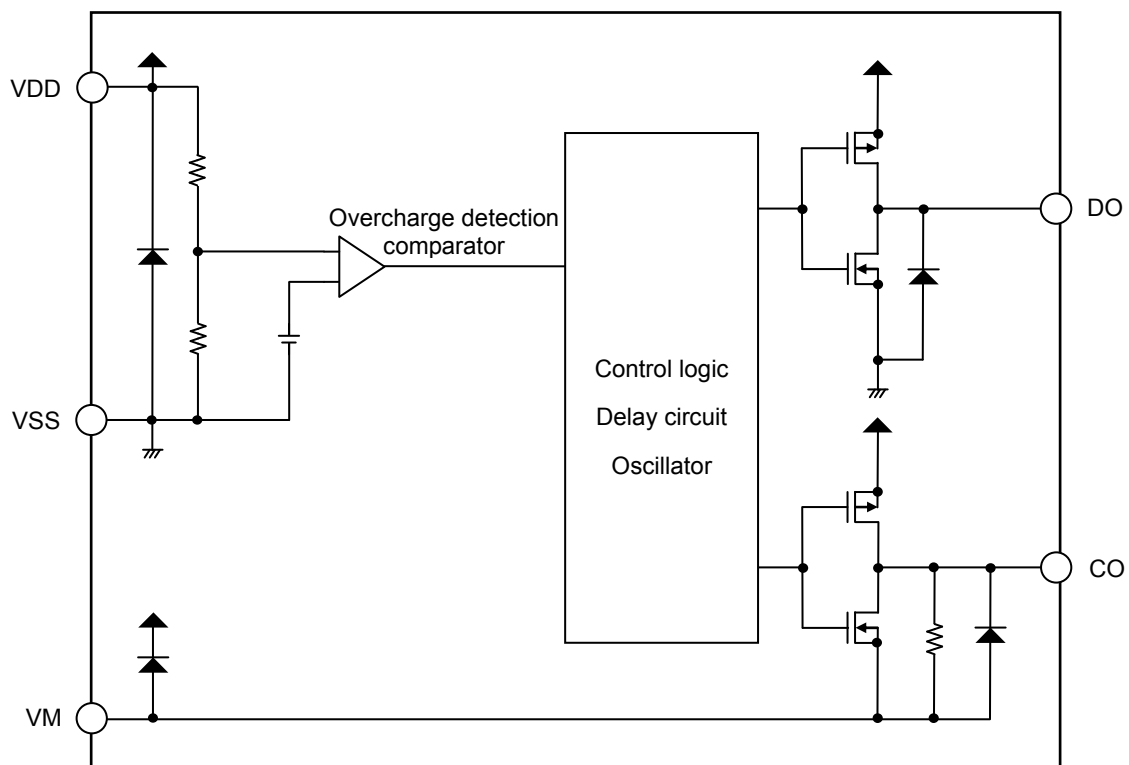 VDD
Overcharge detection
comparator
DO
VSS
Control logic
Delay circuit
Oscillator
CO
VM